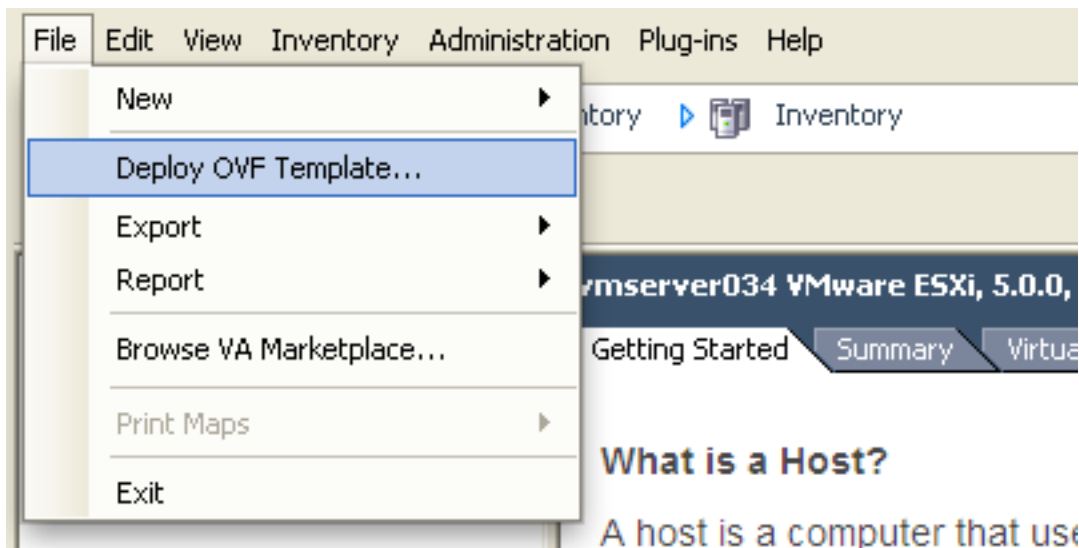 File Edit View Inventory Administration Plug-ins Help
New
Inventory
Deploy OVF Template...
Export
Report
vmserver034 VMware ESXi, 5.0.0,
Browse VA Marketplace...
Getting Started Summary
Print Maps
What is a Host?
Exit
A host is a computer that